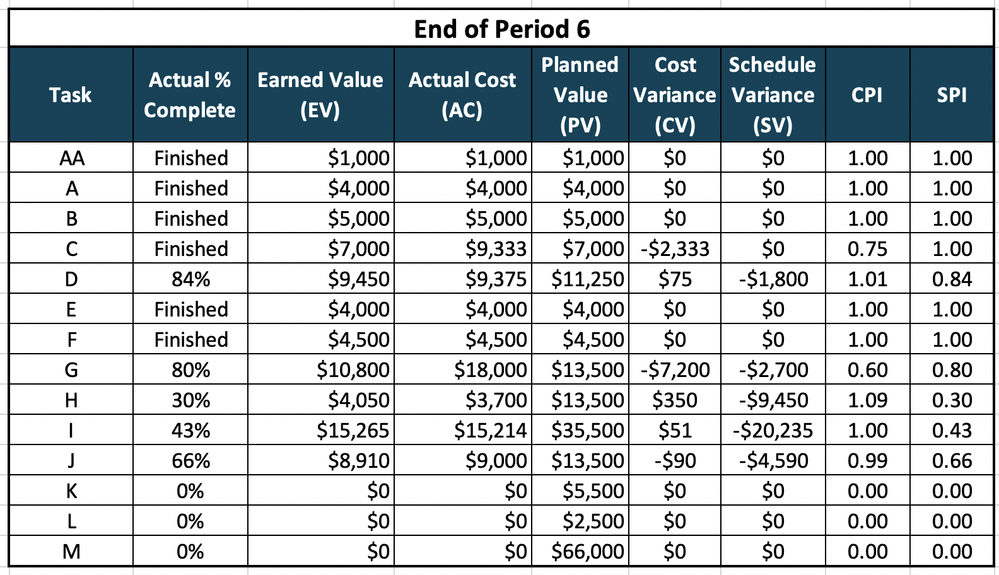 End of Period 6
Task | Actual % Complete | Earned Value (EV) | Actual Cost (AC) | Planned Value (PV) | Cost Variance (CV) | Schedule Variance (SV) | CPI | SPI
AA | Finished | $1,000 | $1,000 | $1,000 | $0 | $0 | 1.00 | 1.00
A | Finished | $4,000 | $4,000 | $4,000 | $0 | $0 | 1.00 | 1.00
B | Finished | $5,000 | $5,000 | $5,000 | $0 | $0 | 1.00 | 1.00
C | Finished | $7,000 | $9,333 | $7,000 | -$2,333 | $0 | 0.75 | 1.00
D | 84% | $9,450 | $9,375 | $11,250 | $75 | -$1,800 | 1.01 | 0.84
E | Finished | $4,000 | $4,000 | $4,000 | $0 | $0 | 1.00 | 1.00
F | Finished | $4,500 | $4,500 | $4,500 | $0 | $0 | 1.00 | 1.00
G | 80% | $10,800 | $18,000 | $13,500 | -$7,200 | -$2,700 | 0.60 | 0.80
H | 30% | $4,050 | $3,700 | $13,500 | $350 | -$9,450 | 1.09 | 0.30
I | 43% | $15,265 | $15,214 | $35,500 | $51 | -$20,235 | 1.00 | 0.43
J | 66% | $8,910 | $9,000 | $13,500 | -$90 | -$4,590 | 0.99 | 0.66
K | 0% | $0 | $0 | $5,500 | $0 | $0 | 0.00 | 0.00
L | 0% | $0 | $0 | $2,500 | $0 | $0 | 0.00 | 0.00
M | 0% | $0 | $0 | $66,000 | $0 | $0 | 0.00 | 0.00